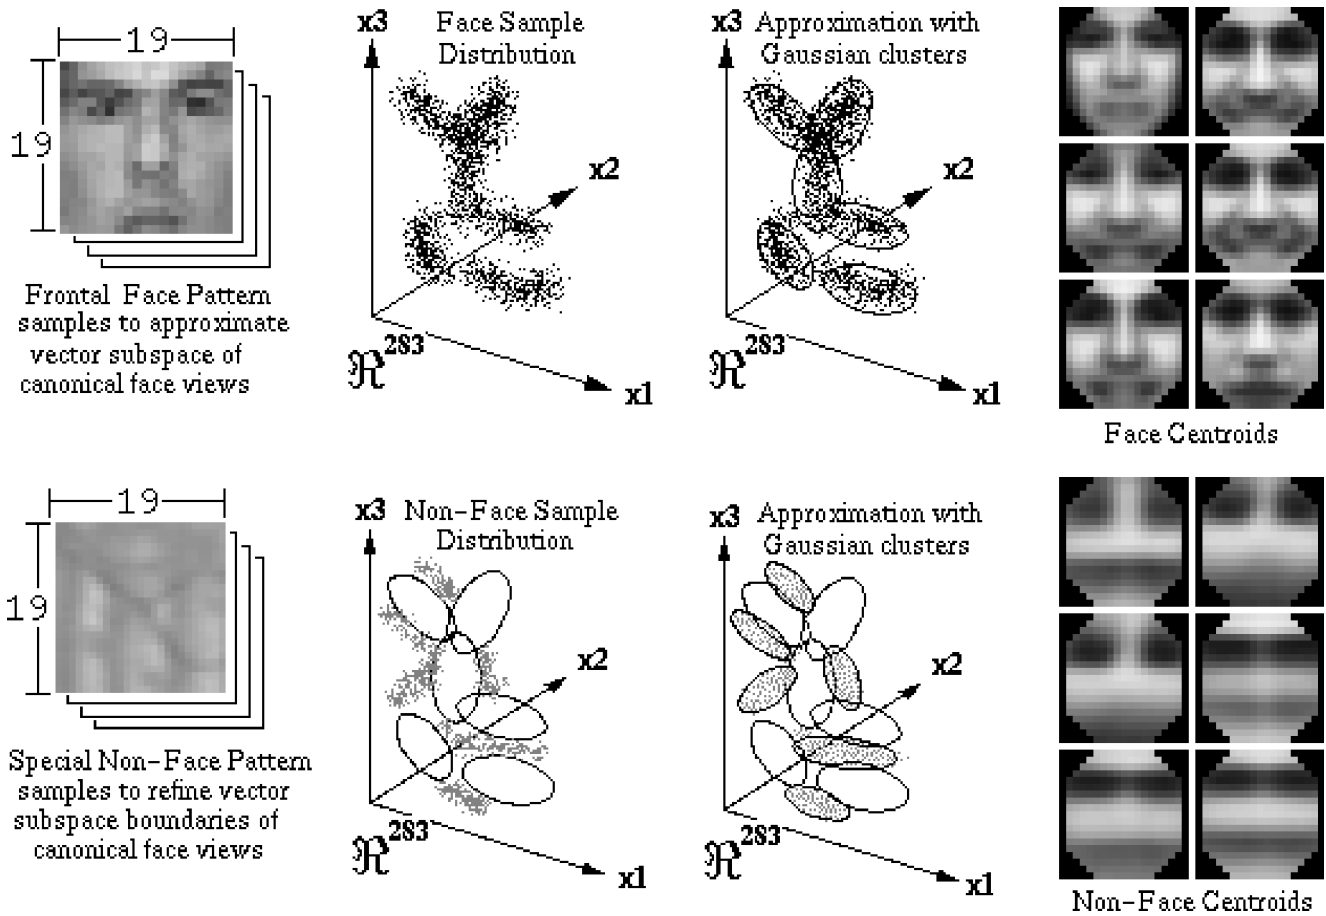 19
19
Frontal Face Pattern
samples to approximate
vector subspace of
canonical face views
x3
Face Sample
Distribution
x2
ℜ283
x1
x3
Approximation with
Gaussian clusters
x2
ℜ283
x1
Face Centroids
19
19
Special Non-Face Pattern
samples to refine vector
subspace boundaries of
canonical face views
x3
Non-Face Sample
Distribution
x2
ℜ283
x1
x3
Approximation with
Gaussian clusters
x2
ℜ283
x1
Non-Face Centroids